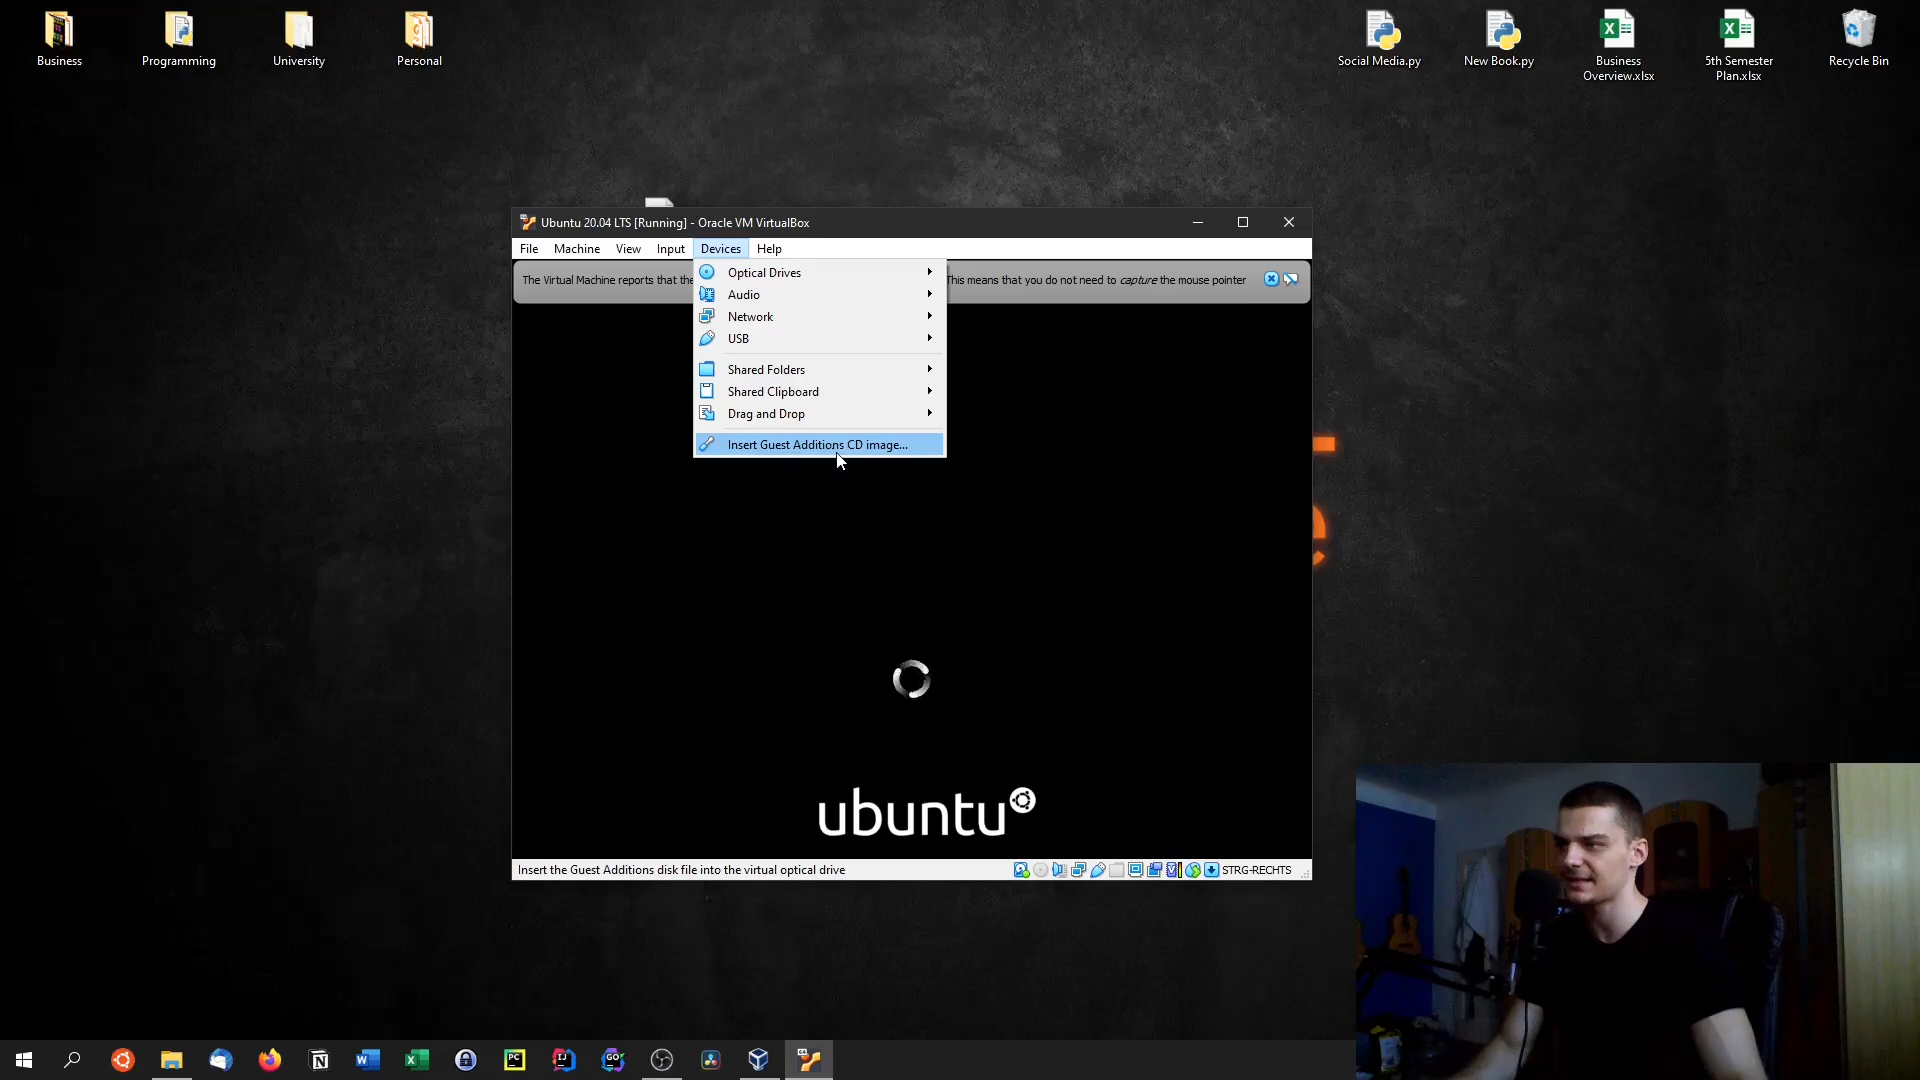 Business
Programming
University
Personal
Social Media.py
New Book.py
Business
Overview.xlsx
5th Semester
Plan.xlsx
Recycle Bin
Ubuntu 20.04 LTS [Running] - Oracle VM VirtualBox
File Machine View Input Devices Help
The Virtual Machine reports that the
This means that you do not need to capture the mouse pointer
Optical Drives
Audio
Network
USB
Shared Folders
Shared Clipboard
Drag and Drop
Insert Guest Additions CD image...
ubuntu
Insert the Guest Additions disk file into the virtual optical drive
STRG-RECHTS